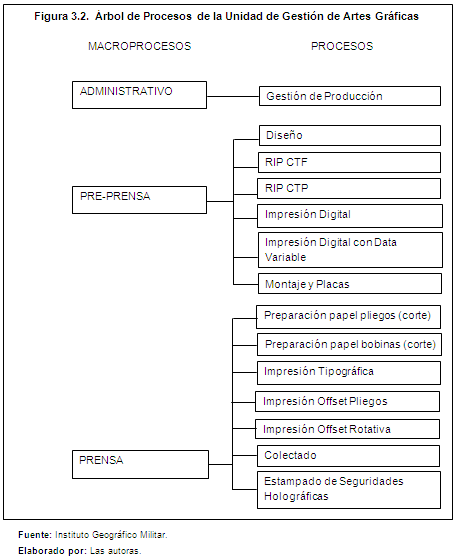 Figura 3.2. Árbol de Procesos de la Unidad de Gestión de Artes Gráficas
MACROPROCESOS
PROCESOS
ADMINISTRATIVO
Gestión de Producción
PRE-PRENSA
Diseño
RIP CTF
RIP CTP
Impresión Digital
Impresión Digital con Data
Variable
Montaje y Placas
PRENSA
Preparación papel pliegos (corte)
Preparación papel bobinas (corte)
Impresión Tipográfica
Impresión Offset Pliegos
Impresión Offset Rotativa
Colectado
Estampado de Seguridades
Holográficas
Fuente: Instituto Geográfico Militar.
Elaborado por: Las autoras.